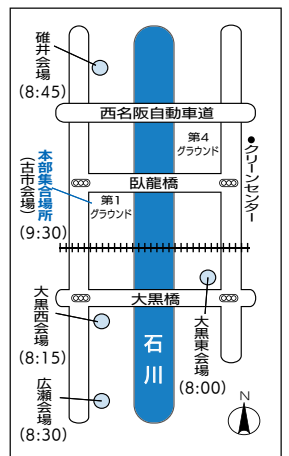 碓井会場
(8:45)
西名阪自動車道
第4
グラウンド
クリーンセンター
臥龍橋
第1
グラウンド
本部集合場所
(古市会場)
(9:30)
大黒橋
大黒西会場
(8:15)
大黒東会場
(8:00)
石川
広瀬会場
(8:30)
N